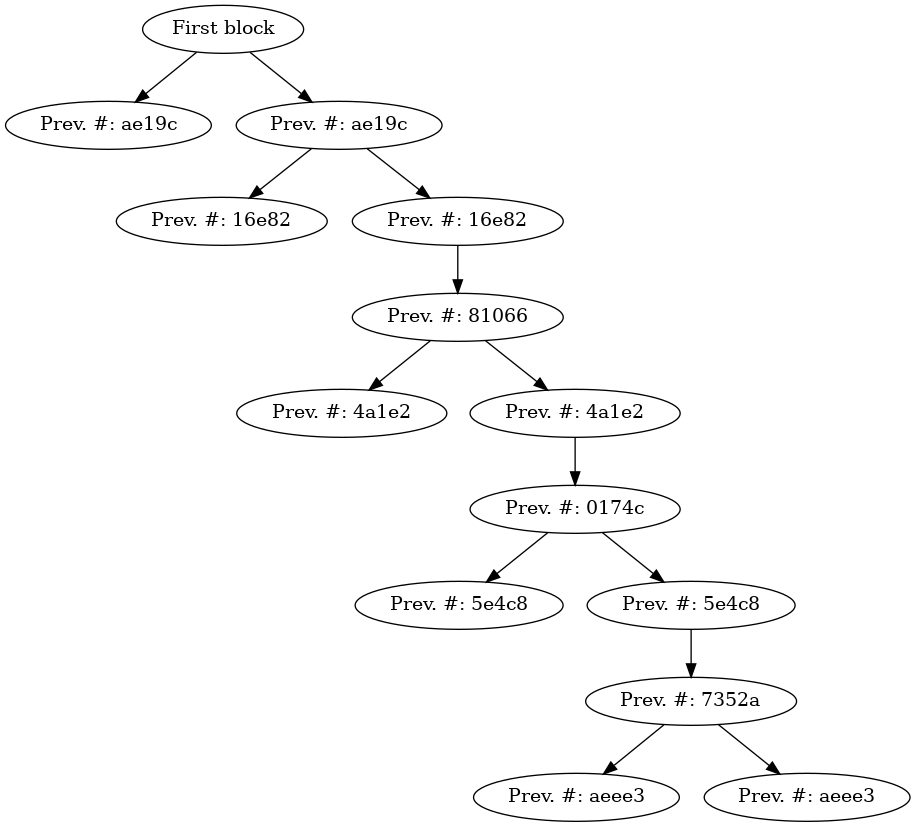 First block
Prev. #: ae19c
Prev. #: ae19c
Prev. #: 16e82
Prev. #: 16e82
Prev. #: 81066
Prev. #: 4a1e2
Prev. #: 4a1e2
Prev. #: 0174c
Prev. #: 5e4c8
Prev. #: 5e4c8
Prev. #: 7352a
Prev. #: aeee3
Prev. #: aeee3